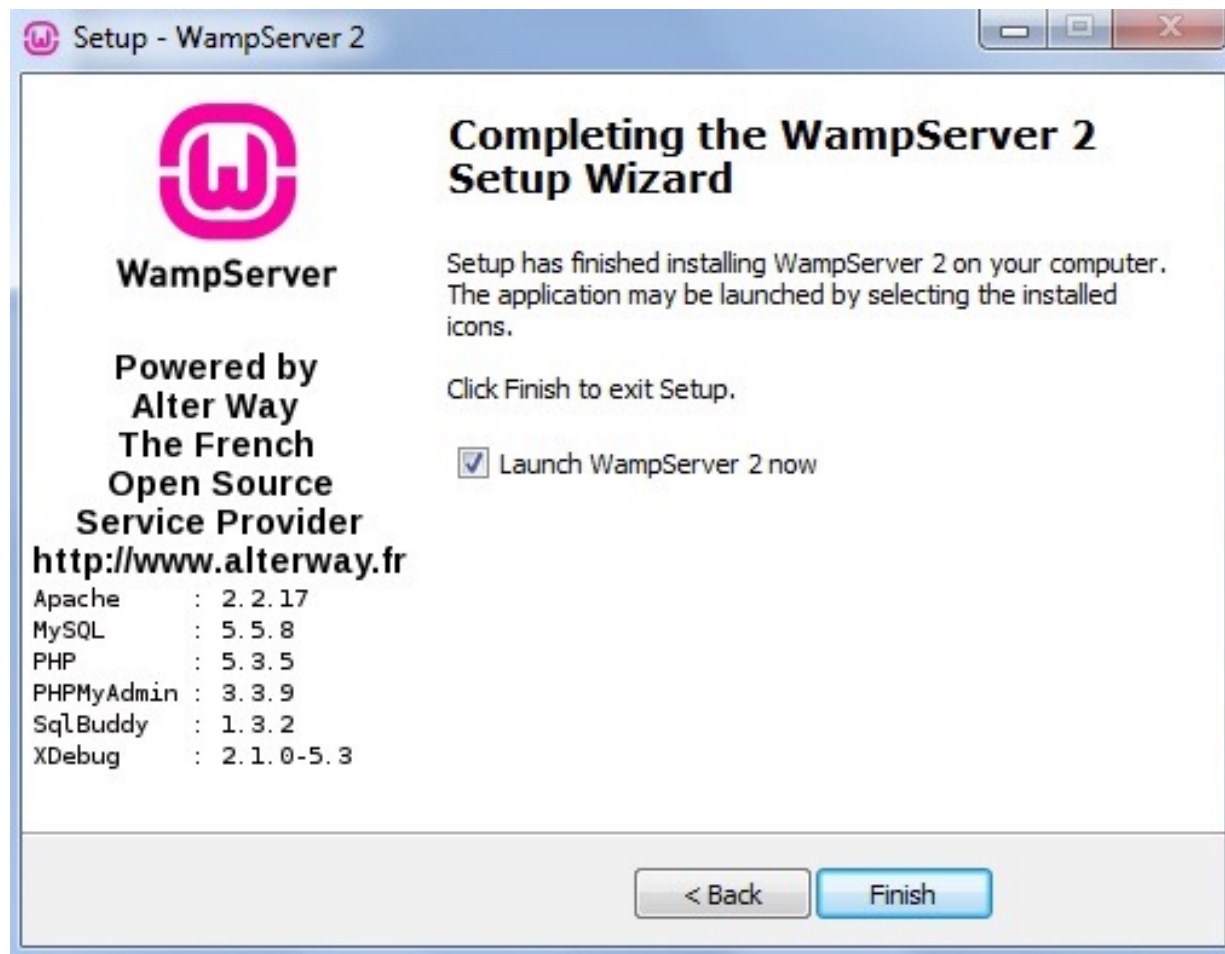 Setup - WampServer 2
WampServer
Powered by
Alter Way
The French
Open Source
Service Provider
http://www.alterway.fr
Apache : 2.2.17
MySQL : 5.5.8
PHP : 5.3.5
PHPMyAdmin : 3.3.9
SqlBuddy : 1.3.2
XDebug : 2.1.0-5.3
Completing the WampServer 2
Setup Wizard
Setup has finished installing WampServer 2 on your computer.
The application may be launched by selecting the installed
icons.
Click Finish to exit Setup.
Launch WampServer 2 now
< Back
Finish